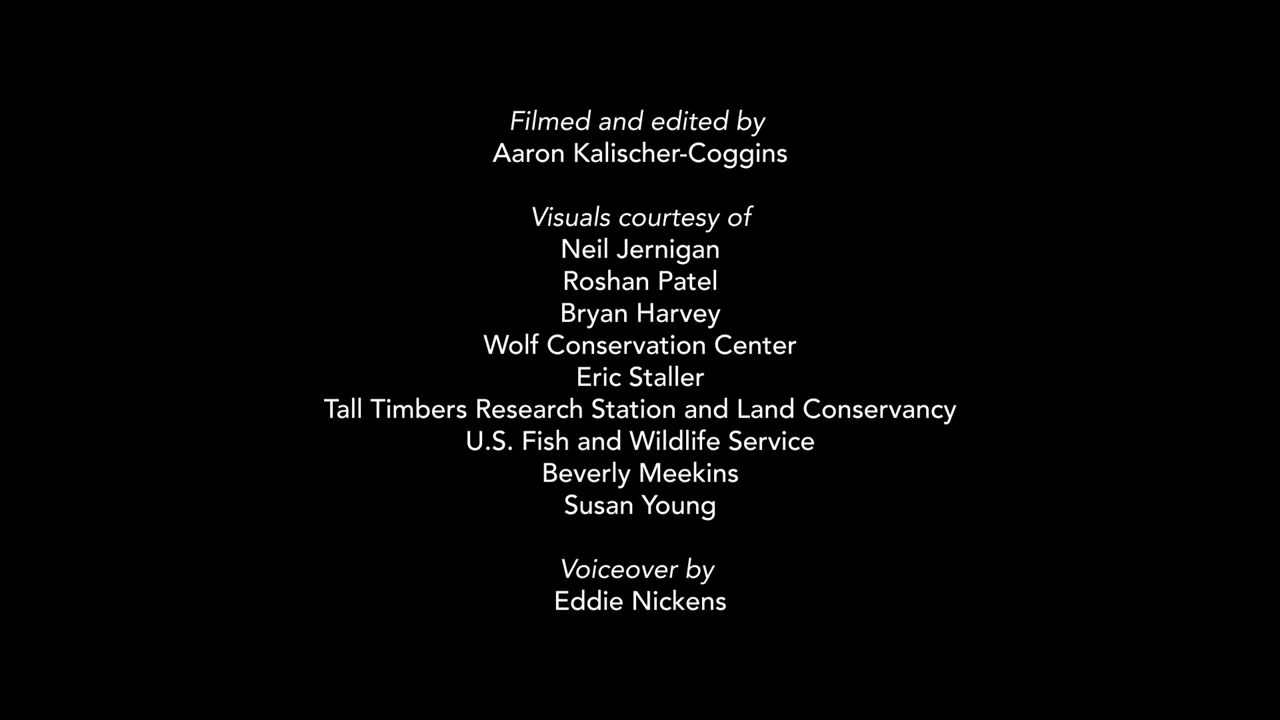 Filmed and edited by
Aaron Kalischer-Coggins
Visuals courtesy of
Neil Jernigan
Roshan Patel
Bryan Harvey
Wolf Conservation Center
Eric Staller
Tall Timbers Research Station and Land Conservancy
U.S. Fish and Wildlife Service
Beverly Meekins
Susan Young
Voiceover by
Eddie Nickens